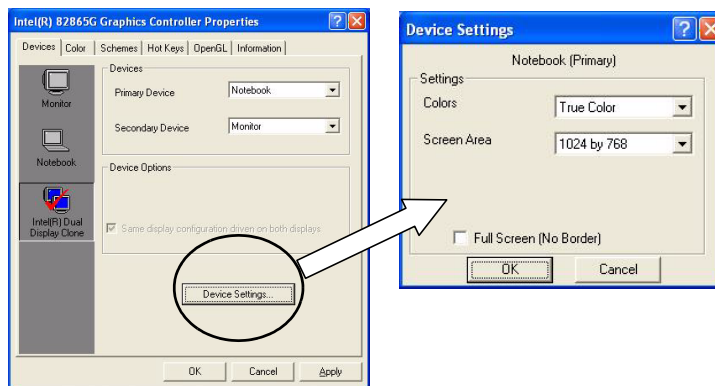 Intel(R) 82865G Graphics Controller Properties
Devices
Color
Schemes
Hot Keys
OpenGL
Information
Monitor
Notebook
Intel(R) Dual
Display Clone
Devices
Primary Device
Notebook
Secondary Device
Monitor
Device Options
Same display configuration driven on both displays
Device Settings...
OK
Cancel
Apply
Device Settings
Notebook (Primary)
Settings
Colors
True Color
Screen Area
1024 by 768
Full Screen (No Border)
OK
Cancel